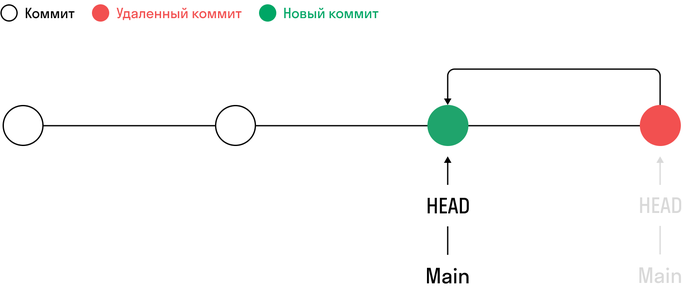 Коммит
Удаленный коммит
Новый коммит
HEAD
HEAD
Main
Main